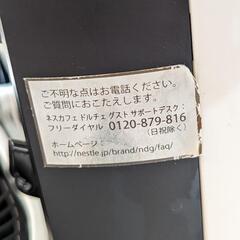 ご不明な点はお電話ください。
ご質問におこたえします。
ネスカフェ ドルチェ グスト サポートデスク：
フリーダイヤル 0120-879-816
（日祝除く）
ホームページ：
http://nestle.jp/brand/ndg/faq/